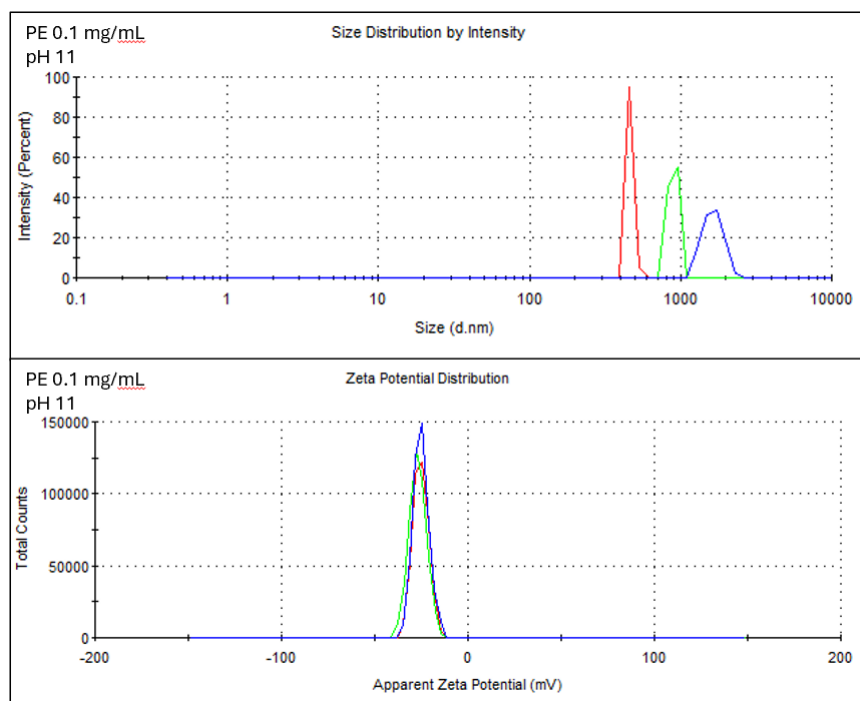 PE 0.1 mg/mL
pH 11
Size Distribution by Intensity
Intensity (Percent)
100
80
60
40
20
0
0.1 1 10 100 1000 10000
Size (d.nm)
PE 0.1 mg/mL
pH 11
Zeta Potential Distribution
Total Counts
150000
100000
50000
0
-200 -100 0 100 200
Apparent Zeta Potential (mV)